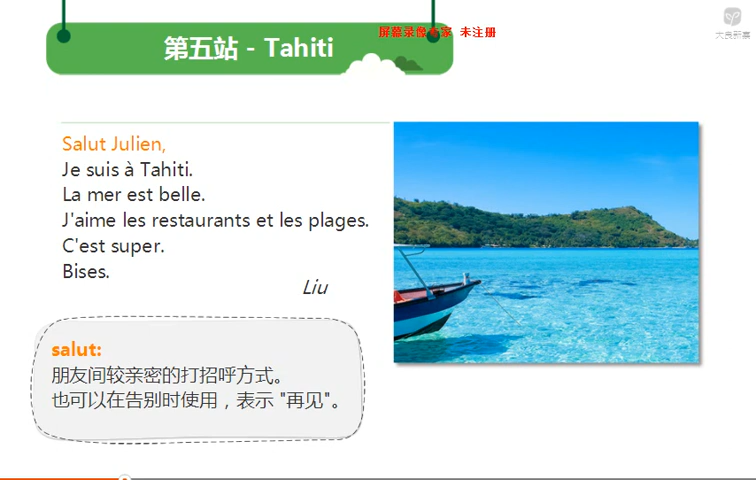 第五站 - Tahiti
屏幕录像专家 未注册
Salut Julien,
Je suis à Tahiti.
La mer est belle.
J'aime les restaurants et les plages.
C'est super.
Bises.
Liu
salut:
朋友间较亲密的打招呼方式。
也可以在告别时使用，表示 "再见"。